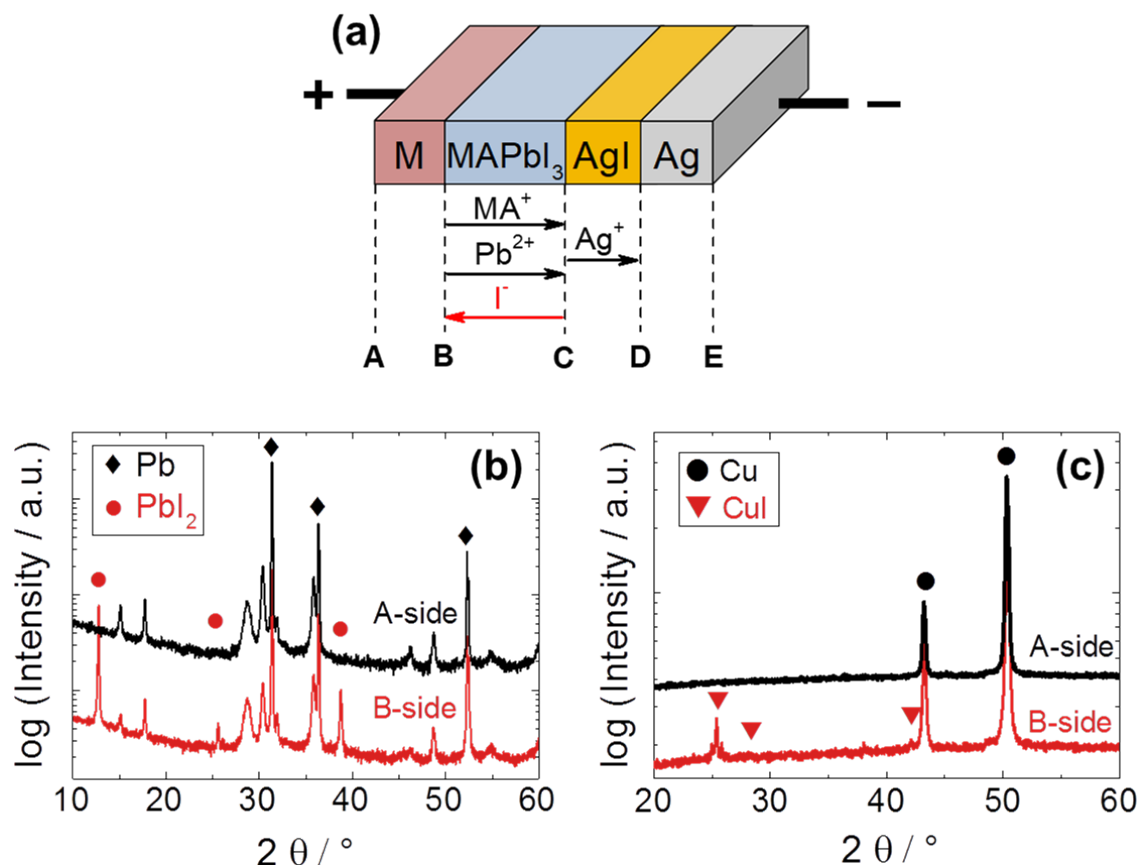 (a)
+
−
M MAPbI₃ AgI Ag
MA⁺
Pb²⁺ Ag⁺
I⁻
A B C D E
(b)
◆ Pb
● PbI₂
A-side
B-side
log (Intensity / a.u.)
10 20 30 40 50 60
2 θ / °
(c)
● Cu
▼ CuI
A-side
B-side
log (Intensity / a.u.)
20 30 40 50 60
2 θ / °